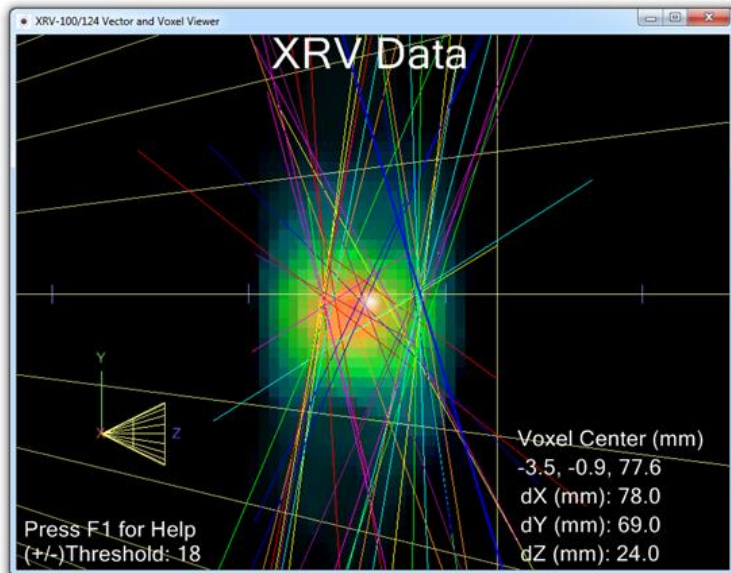 XRV-100/124 Vector and Voxel Viewer
XRV Data
Y
X
Z
Voxel Center (mm)
-3.5, -0.9, 77.6
dX (mm): 78.0
dY (mm): 69.0
dZ (mm): 24.0
Press F1 for Help
(+/-)Threshold: 18